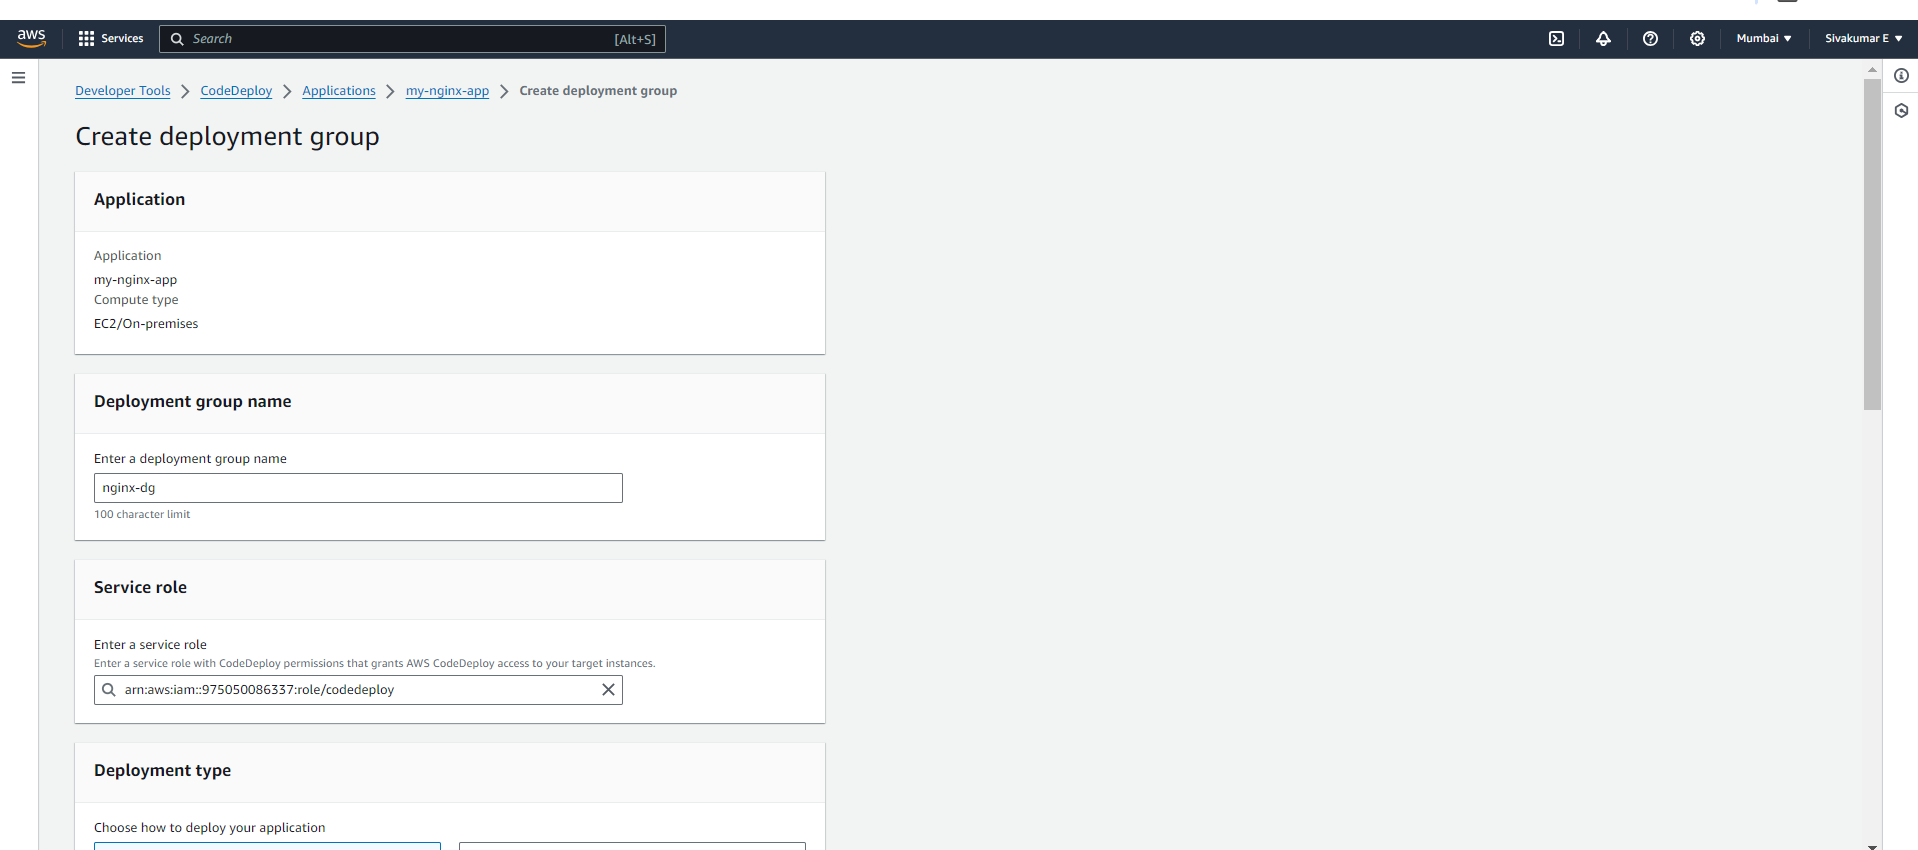 aws Services Search [Alt+S] Mumbai Sivakumar E
Developer Tools CodeDeploy Applications my-nginx-app Create deployment group
Create deployment group
Application
Application
my-nginx-app
Compute type
EC2/On-premises
Deployment group name
Enter a deployment group name
nginx-dg
100 character limit
Service role
Enter a service role
Enter a service role with CodeDeploy permissions that grants AWS CodeDeploy access to your target instances.
arn:aws:iam::975050086337:role/codedeploy
Deployment type
Choose how to deploy your application